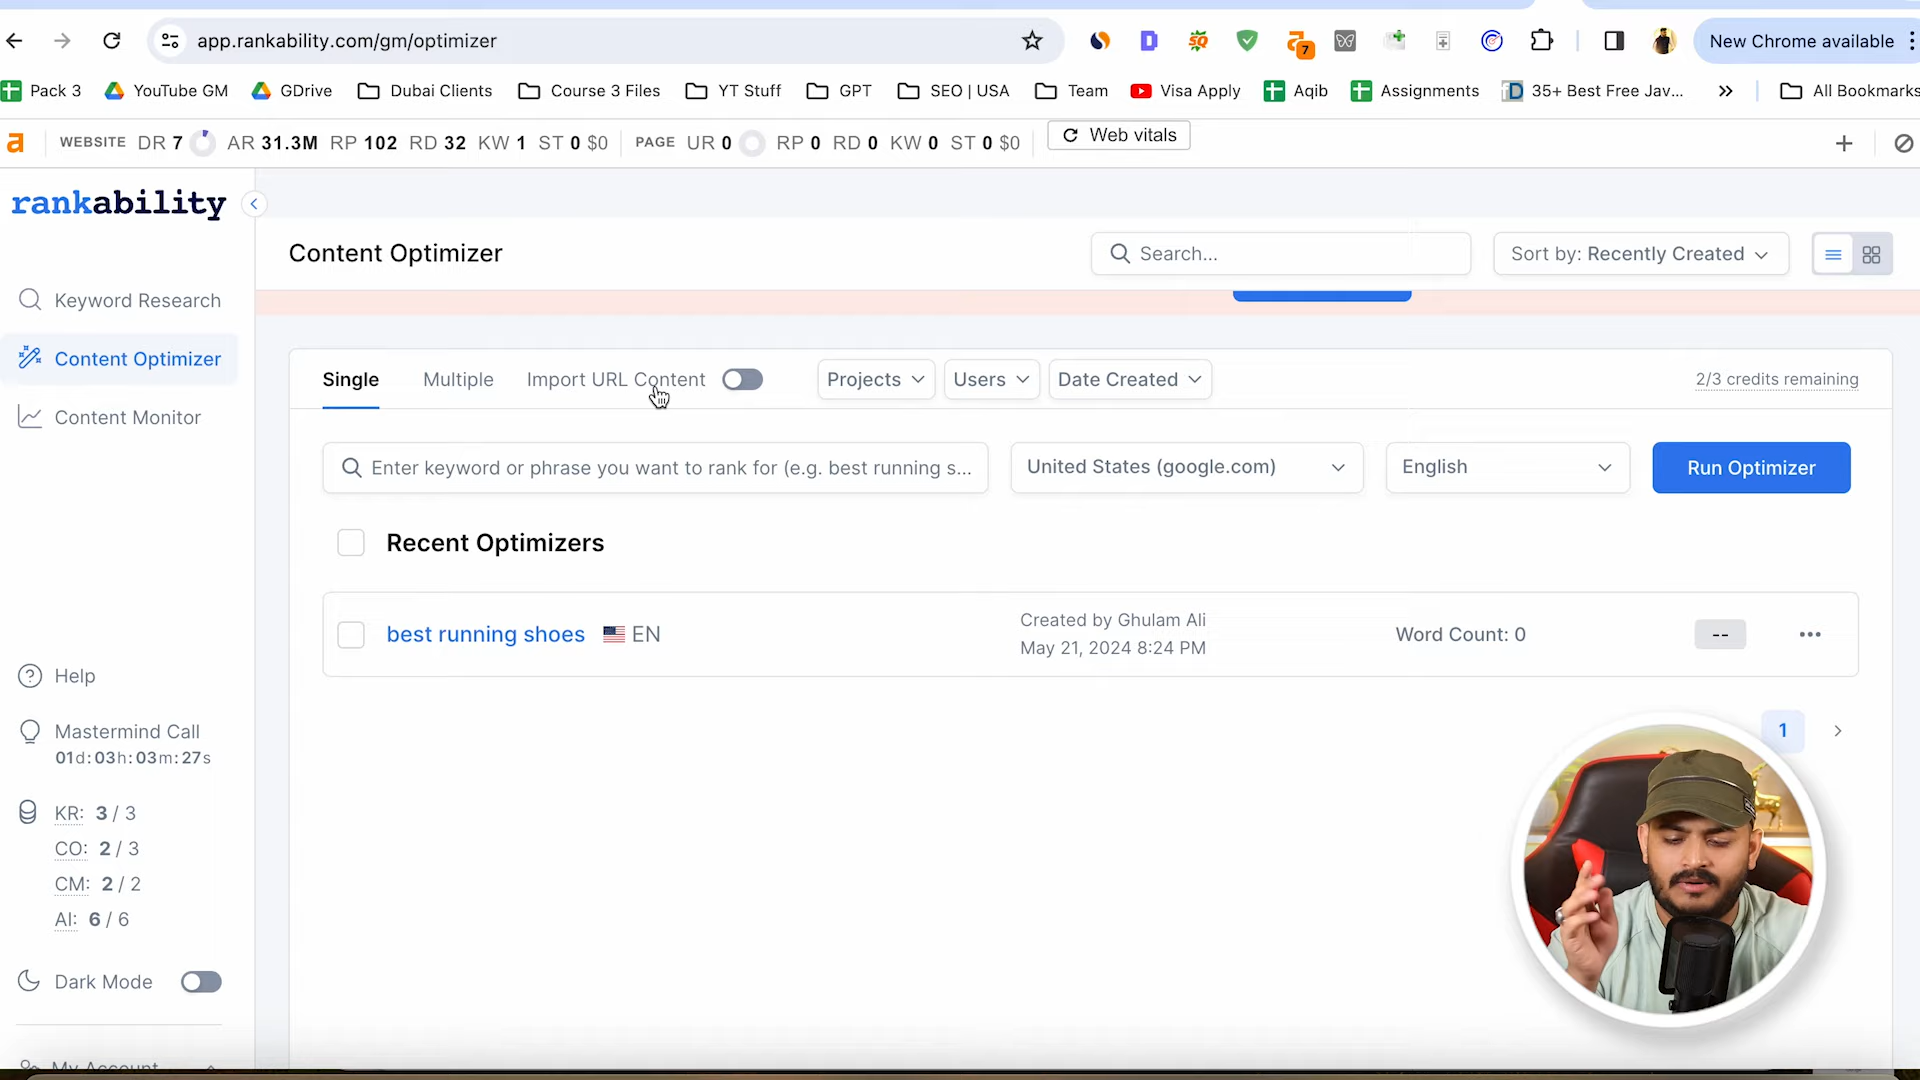 app.rankability.com/gm/optimizer
7
New Chrome available
Pack 3
YouTube GM
GDrive
Dubai Clients
Course 3 Files
YT Stuff
GPT
SEO | USA
Team
Visa Apply
Aqib
Assignments
35+ Best Free Jav...
All Bookmarks
a WEBSITE DR 7 AR 31.3M RP 102 RD 32 KW 1 ST 0 $0 PAGE UR 0 RP 0 RD 0 KW 0 ST 0 $0
Web vitals
rankability
Content Optimizer
Search...
Sort by: Recently Created
Keyword Research
Content Optimizer
Content Monitor
Single
Multiple
Import URL Content
Projects
Users
Date Created
2/3 credits remaining
Enter keyword or phrase you want to rank for (e.g. best running s...
United States (google.com)
English
Run Optimizer
Recent Optimizers
best running shoes
EN
Created by Ghulam Ali
May 21, 2024 8:24 PM
Word Count: 0
--
1
Help
Mastermind Call
01d:03h:03m:27s
KR: 3 / 3
CO: 2 / 3
CM: 2 / 2
AI: 6 / 6
Dark Mode
My Account